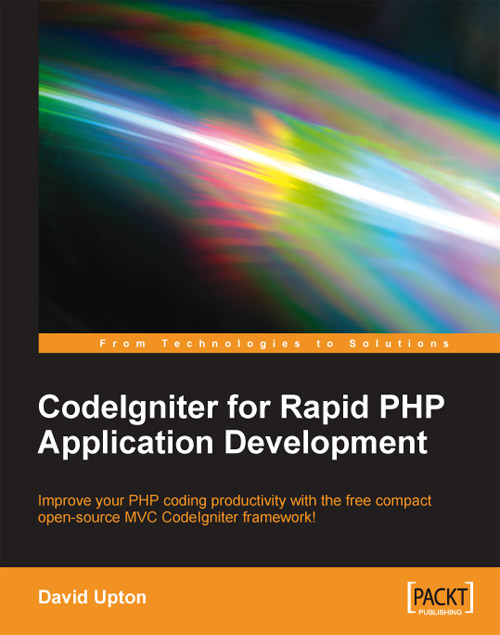 From Technologies to Solutions
CodeIgniter for Rapid PHP
Application Development
Improve your PHP coding productivity with the free compact
open-source MVC CodeIgniter framework!
David Upton
[PACKT]
PUBLISHING